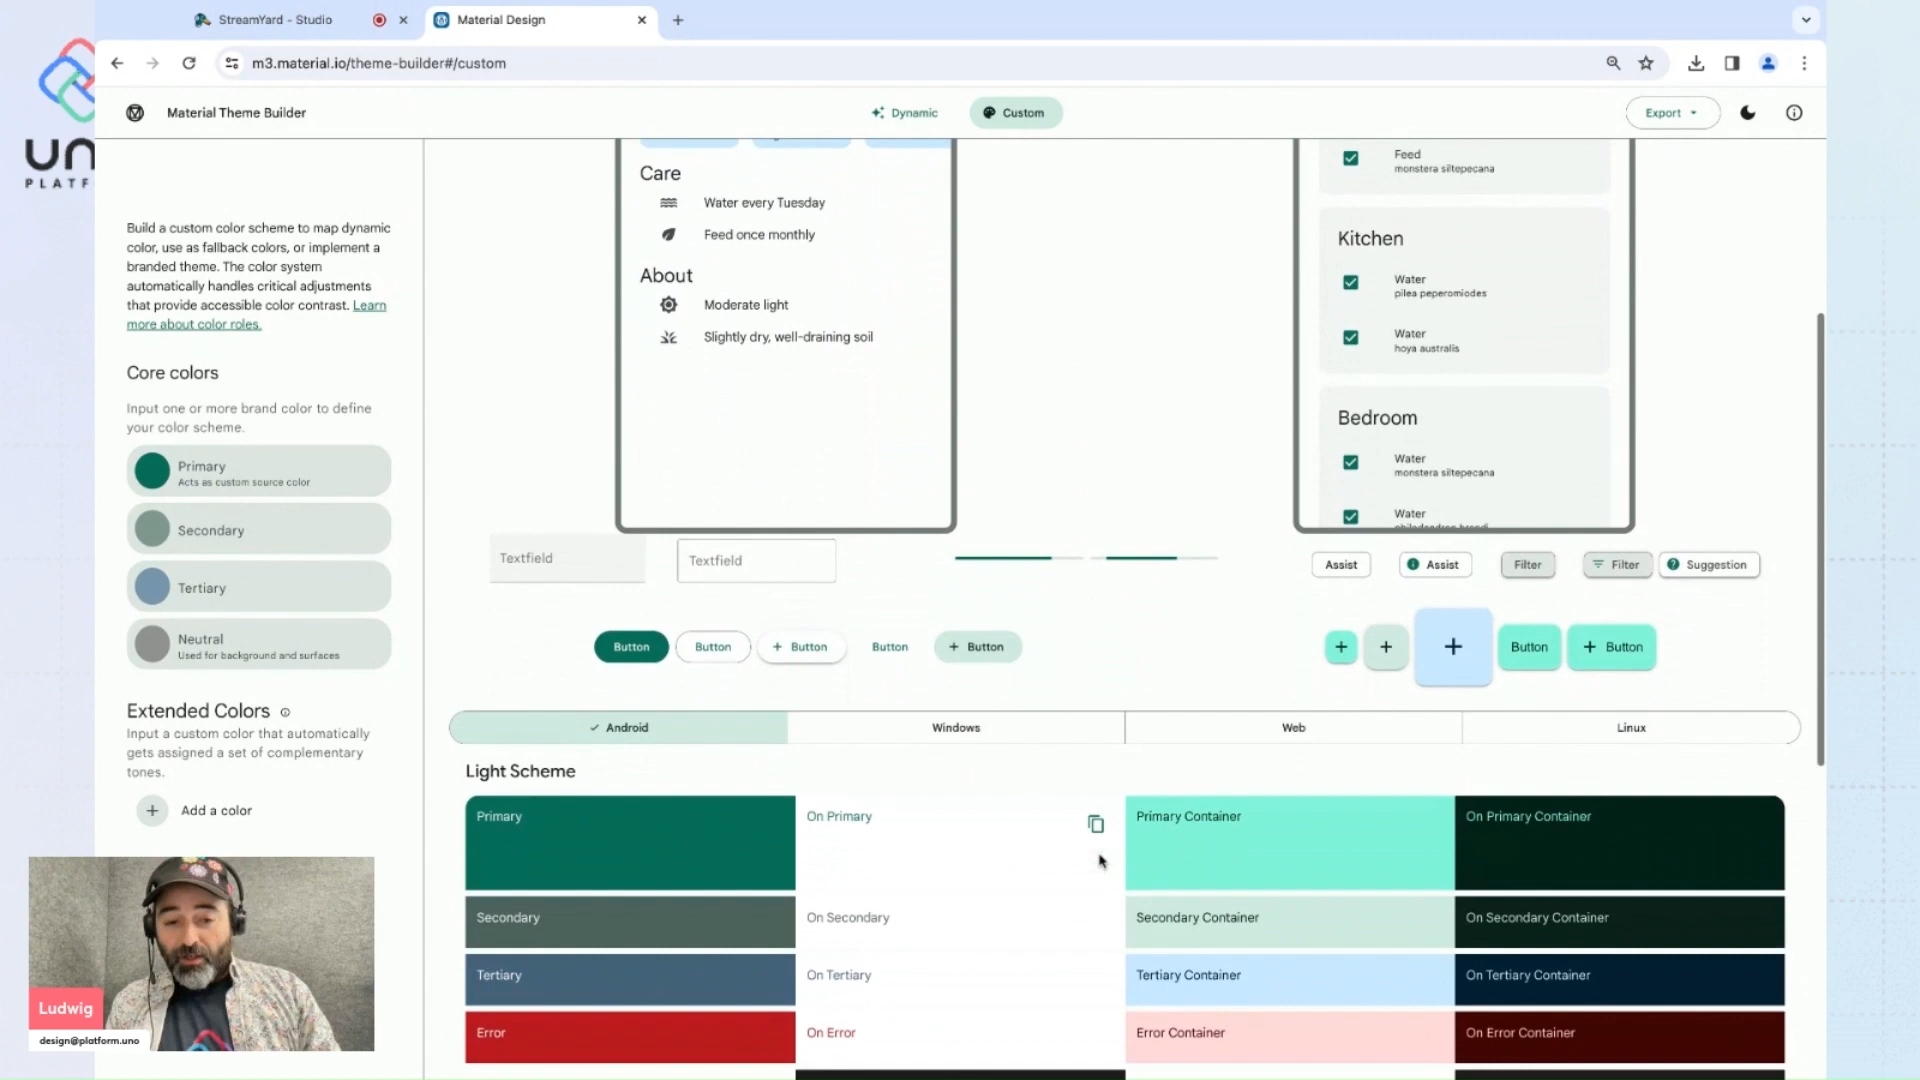 StreamYard - Studio
Material Design
m3.material.io/theme-builder#/custom
UN
PLATF
Material Theme Builder
Dynamic
Custom
Export
Build a custom color scheme to map dynamic
color, use as fallback colors, or implement a
branded theme. The color system
automatically handles critical adjustments
that provide accessible color contrast. Learn
more about color roles.
Core colors
Input one or more brand color to define
your color scheme.
Primary
Acts as custom source color
Secondary
Tertiary
Neutral
Used for background and surfaces
Extended Colors
Input a custom color that automatically
gets assigned a set of complementary
tones.
Add a color
Care
Water every Tuesday
Feed once monthly
About
Moderate light
Slightly dry, well-draining soil
Feed
monstera siltepecana
Kitchen
Water
pilea peperomiodes
Water
hoya australis
Bedroom
Water
monstera siltepecana
Water
Textfield
Textfield
Assist
Assist
Filter
Filter
Suggestion
Button
Button
+ Button
Button
+ Button
+
+
+
Button
+ Button
Android
Windows
Web
Linux
Light Scheme
Primary
On Primary
Primary Container
On Primary Container
Secondary
On Secondary
Secondary Container
On Secondary Container
Tertiary
On Tertiary
Tertiary Container
On Tertiary Container
Error
On Error
Error Container
On Error Container
Ludwig
design@platform.uno